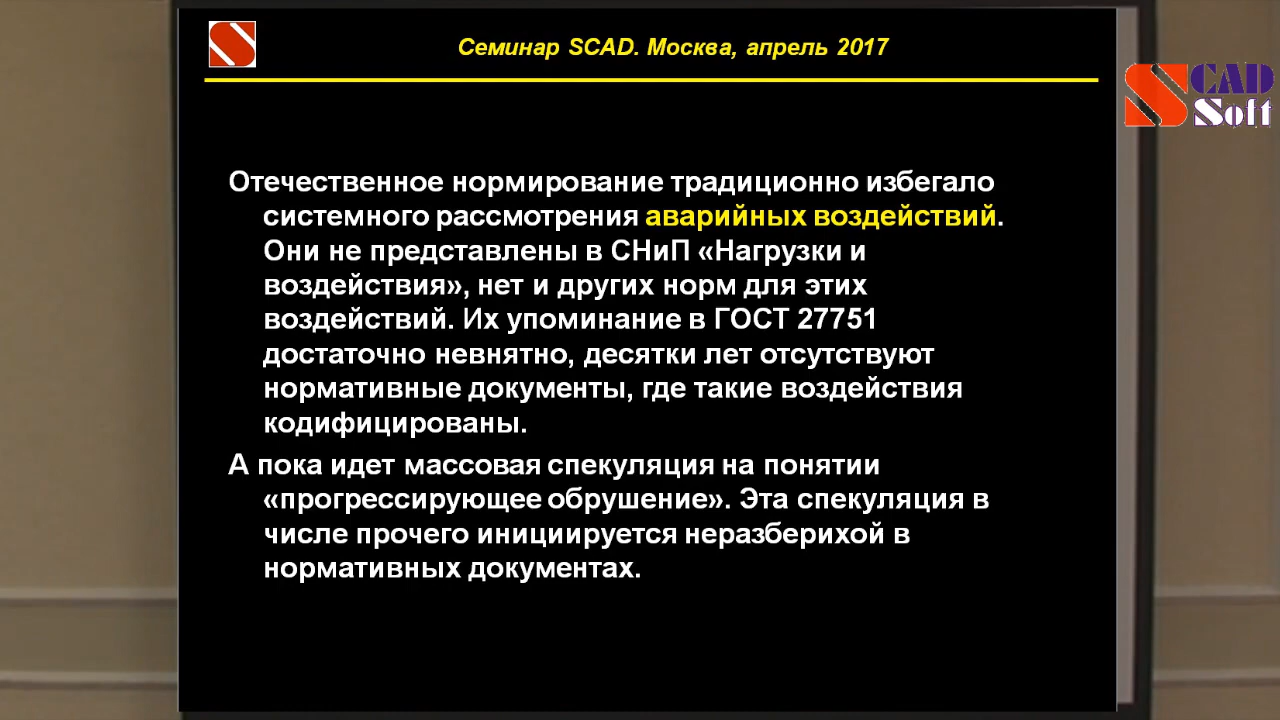 Семинар SCAD. Москва, апрель 2017
SCAD
Soft
Отечественное нормирование традиционно избегало
системного рассмотрения аварийных воздействий.
Они не представлены в СНиП «Нагрузки и
воздействия», нет и других норм для этих
воздействий. Их упоминание в ГОСТ 27751
достаточно невнятно, десятки лет отсутствуют
нормативные документы, где такие воздействия
кодифицированы.
А пока идет массовая спекуляция на понятии
«прогрессирующее обрушение». Эта спекуляция в
числе прочего инициируется неразберихой в
нормативных документах.